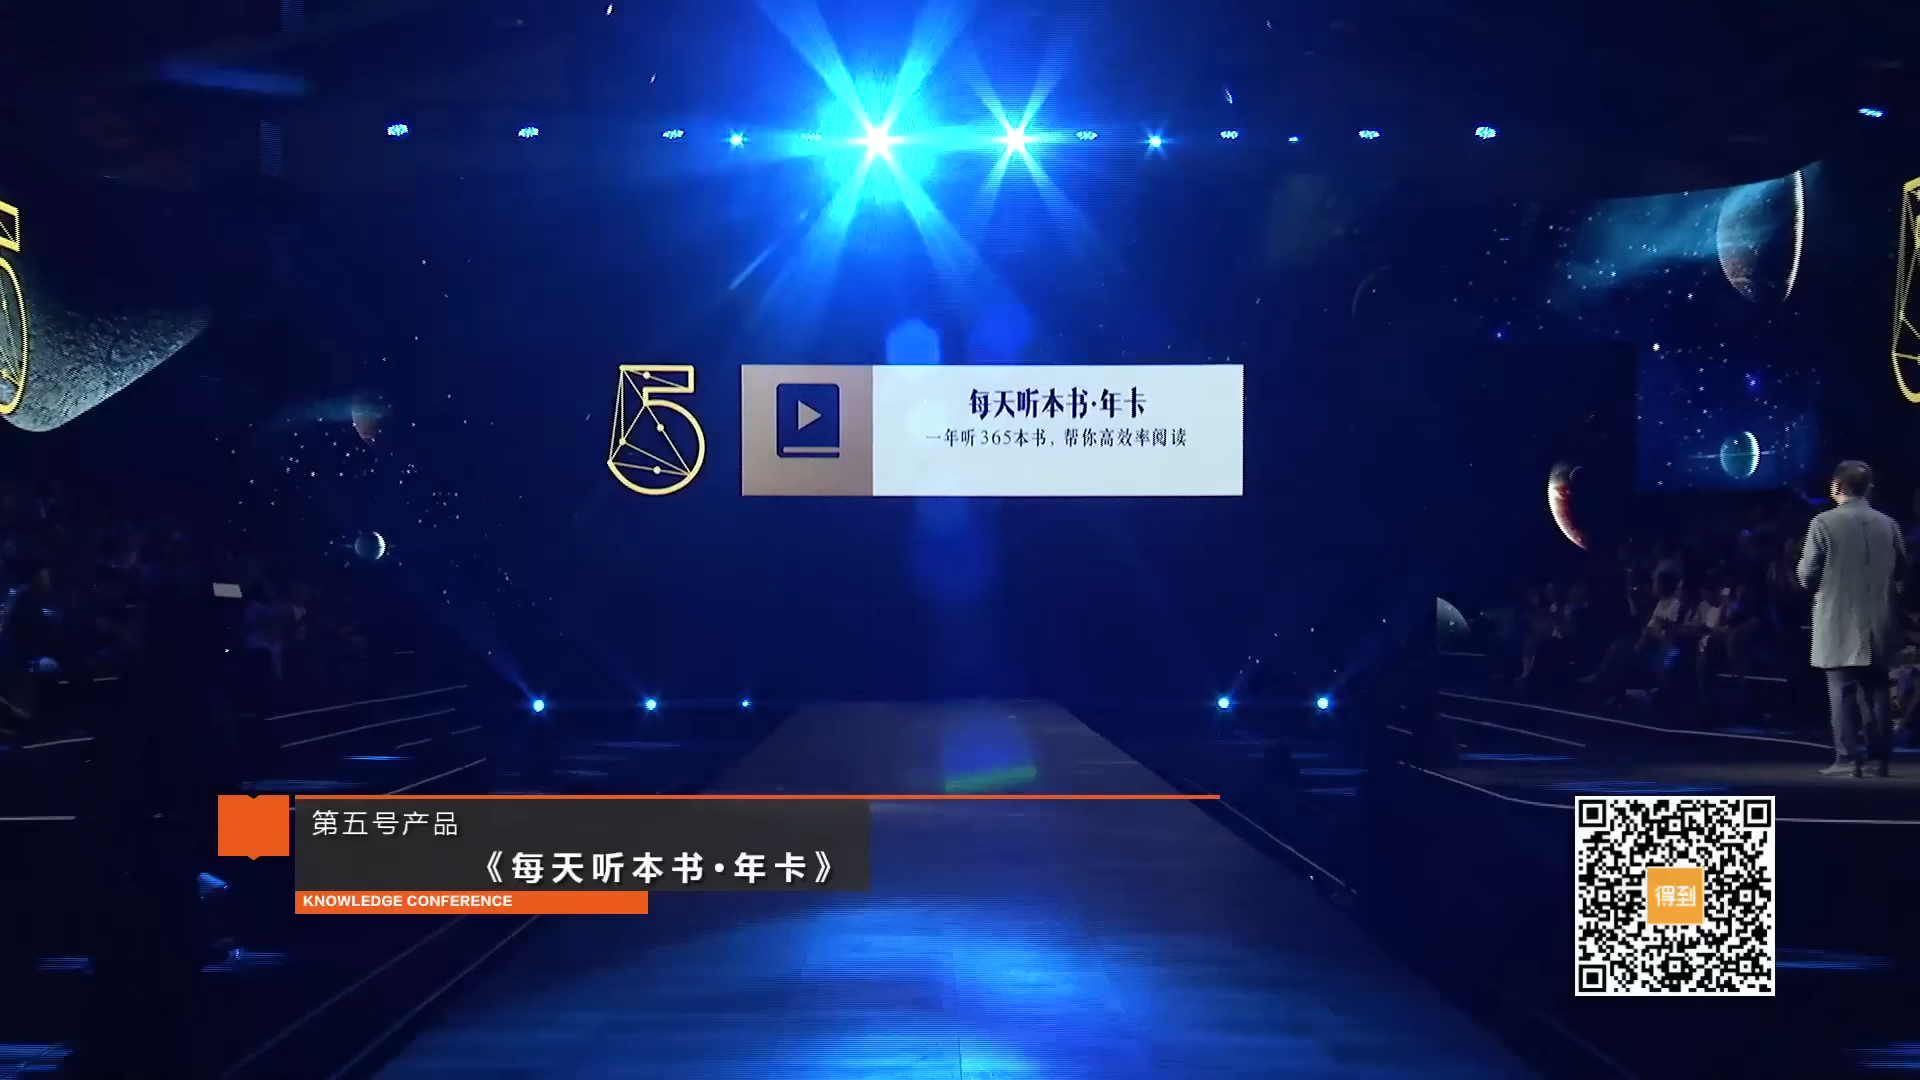 5
每天听本书·年卡
一年听365本书，帮你高效率阅读
第五号产品
《每天听本书·年卡》
KNOWLEDGE CONFERENCE
得到